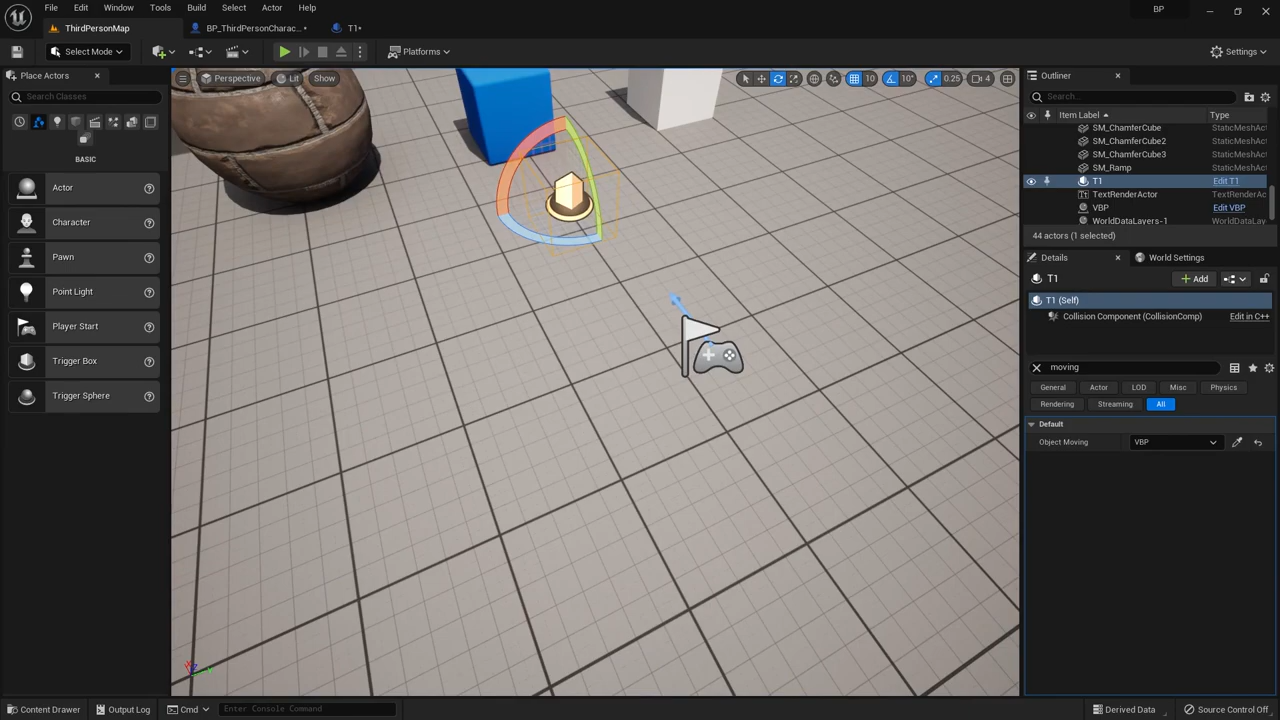 File Edit Window Tools Build Select Actor Help
BP
ThirdPersonMap
BP_ThirdPersonCharac...•
T1•
Select Mode
Platforms
Settings
Place Actors
Search Classes
BASIC
Actor
Character
Pawn
Point Light
Player Start
Trigger Box
Trigger Sphere
Perspective
Lit
Show
10
10°
0.25
4
Outliner
Search...
Item Label
Type
SM_ChamferCube
StaticMeshAct
SM_ChamferCube2
StaticMeshAct
SM_ChamferCube3
StaticMeshAct
SM_Ramp
StaticMeshAct
T1
Edit T1
TextRenderActor
TextRenderAc
VBP
Edit VBP
WorldDataLayers-1
WorldDataLay
44 actors (1 selected)
Details
World Settings
T1
Add
T1 (Self)
Collision Component (CollisionComp)
Edit in C++
moving
General
Actor
LOD
Misc
Physics
Rendering
Streaming
All
Default
Object Moving
VBP
Content Drawer
Output Log
Cmd
Enter Console Command
Derived Data
Source Control Off